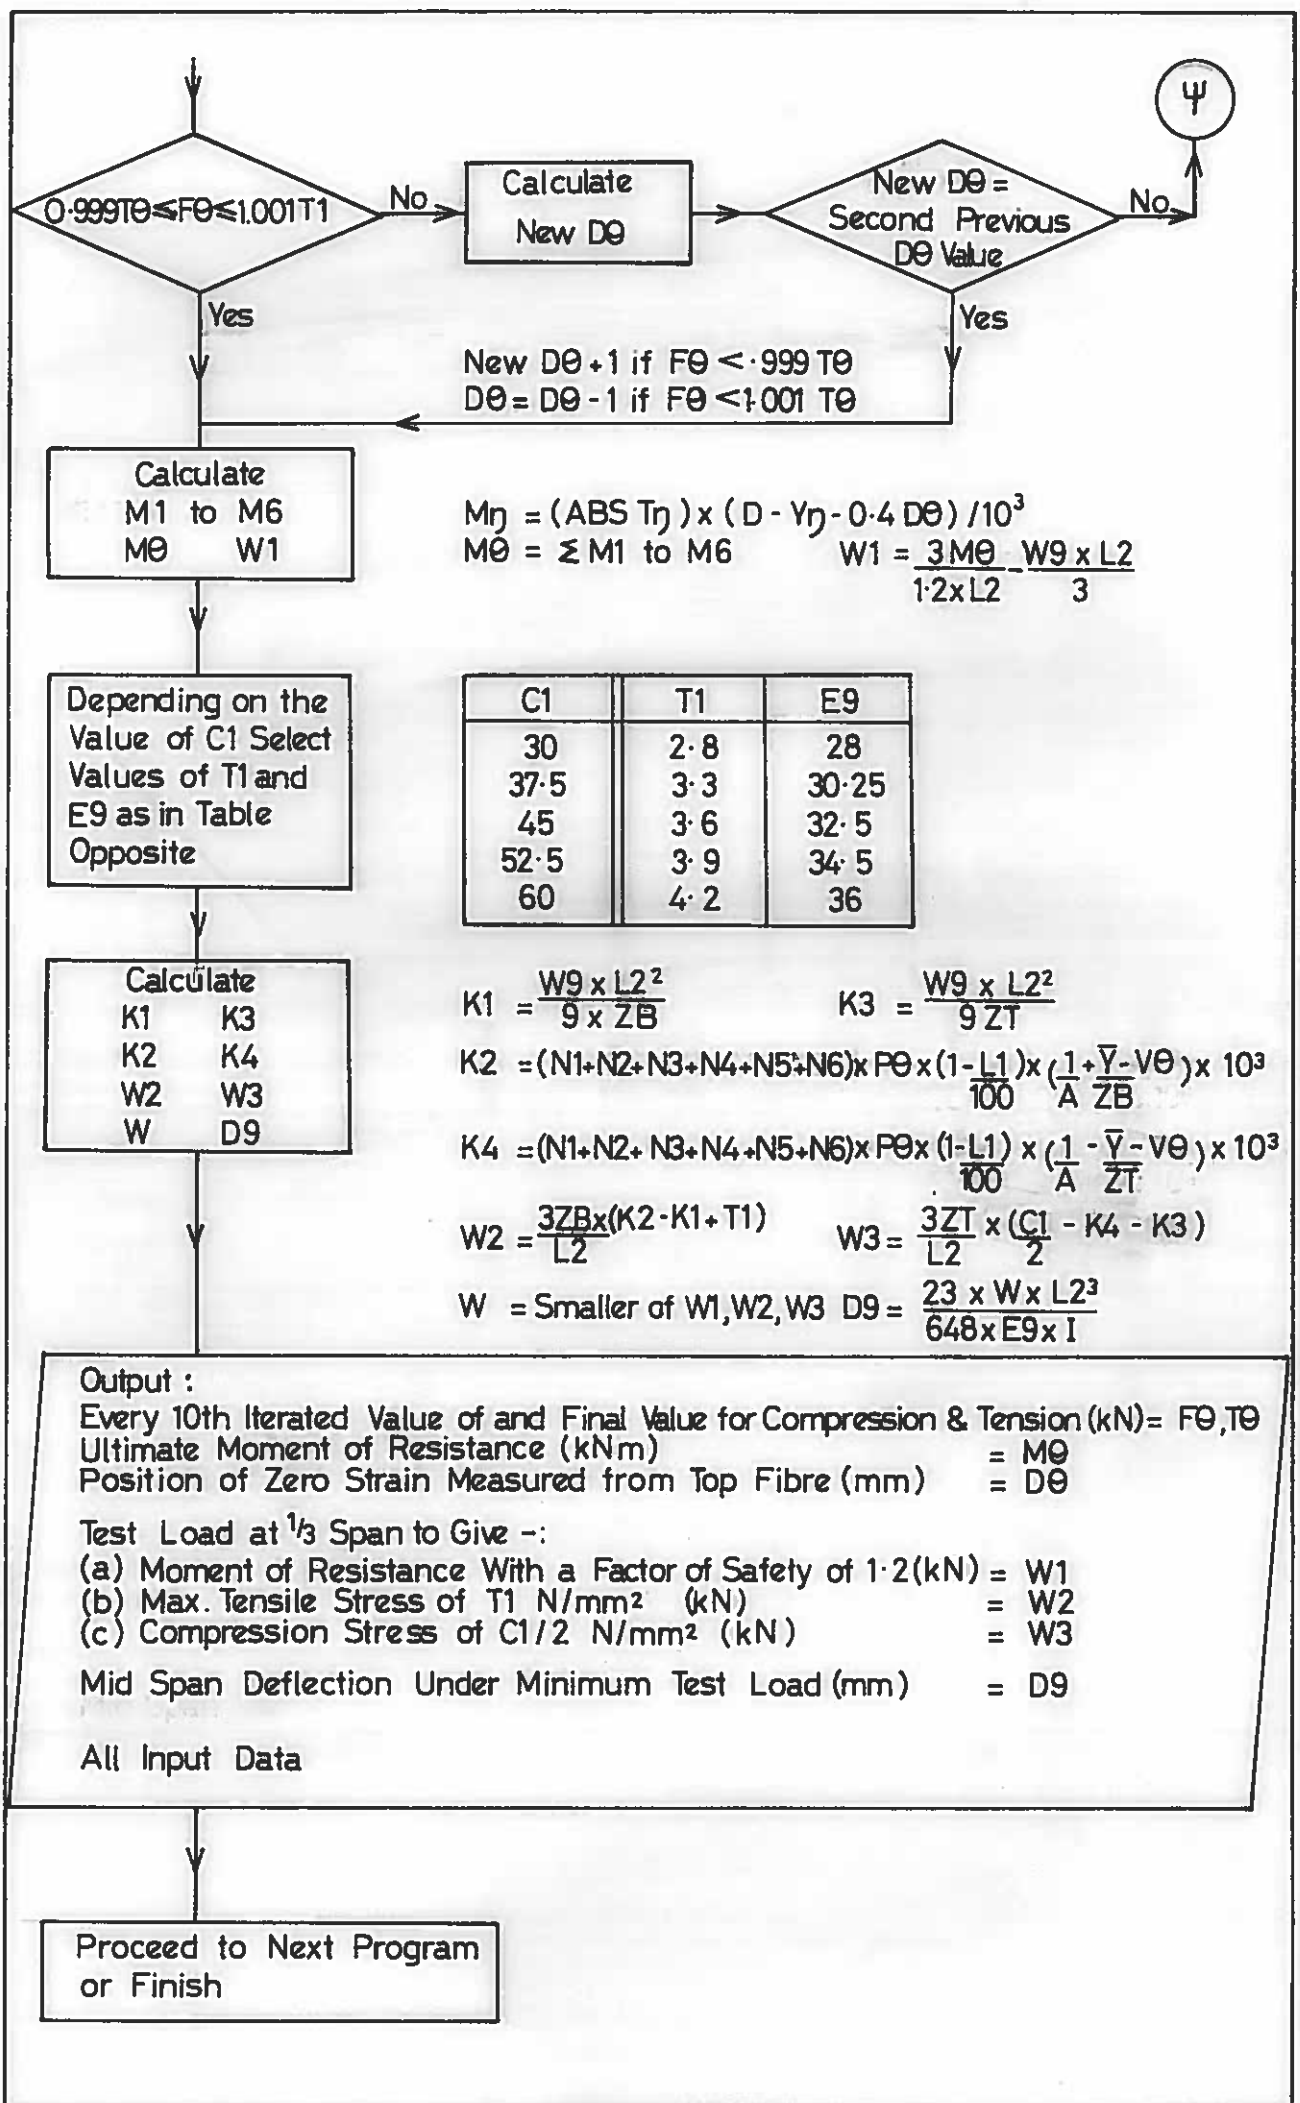 Ψ
0·999TΘ≤FΘ≤1.001T1
No
Calculate
New DΘ
New DΘ =
Second Previous
DΘ Value
No
Yes
Yes
New DΘ+1 if FΘ < ·999 TΘ
DΘ = DΘ-1 if FΘ <1·001 TΘ
Calculate
M1 to M6
MΘ W1
Mη = (ABS Tη) x (D - Yη - 0·4 DΘ) /10³
MΘ = Σ M1 to M6 W1 = 3MΘ/1·2xL2 - W9 x L2/3
Depending on the
Value of C1 Select
Values of T1 and
E9 as in Table
Opposite
C1 T1 E9
30 2·8 28
37·5 3·3 30·25
45 3·6 32·5
52·5 3·9 34·5
60 4·2 36
Calculate
K1 K3
K2 K4
W2 W3
W D9
K1 = W9 x L2²/9 x ZB K3 = W9 x L2²/9 ZT
K2 = (N1+N2+N3+N4+N5+N6) x PΘ x (1-L1/100) x (1/A + Y̅-VΘ/ZB) x 10³
K4 = (N1+N2+N3+N4+N5+N6) x PΘ x (1-L1/100) x (1/A - Y̅-VΘ/ZT) x 10³
W2 = 3ZB/L2 x (K2-K1+T1) W3 = 3ZT/L2 x (C1/2 - K4 - K3)
W = Smaller of W1,W2,W3 D9 = 23 x W x L2³/648 x E9 x I
Output :
Every 10th Iterated Value of and Final Value for Compression & Tension (kN) = FΘ,TΘ
Ultimate Moment of Resistance (kNm) = MΘ
Position of Zero Strain Measured from Top Fibre (mm) = DΘ
Test Load at 1/3 Span to Give -:
(a) Moment of Resistance With a Factor of Safety of 1·2 (kN) = W1
(b) Max. Tensile Stress of T1 N/mm² (kN) = W2
(c) Compression Stress of C1/2 N/mm² (kN) = W3
Mid Span Deflection Under Minimum Test Load (mm) = D9
All Input Data
Proceed to Next Program
or Finish